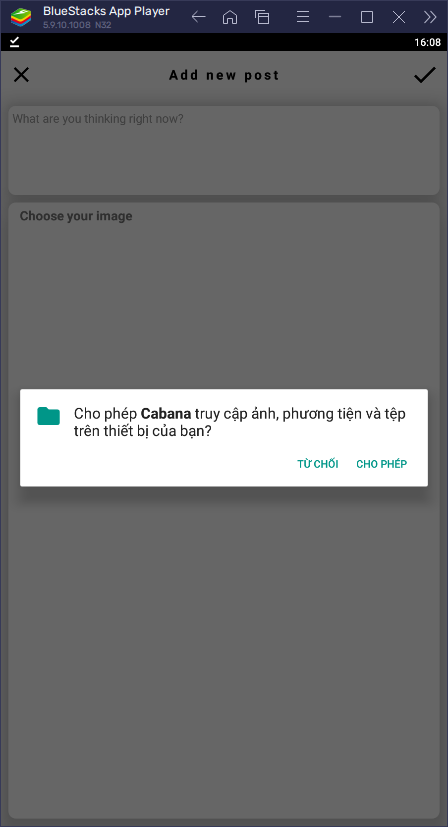 BlueStacks App Player
5.9.10.1008 N32
16:08
Add new post
What are you thinking right now?
Choose your image
Cho phép Cabana truy cập ảnh, phương tiện và tệp
trên thiết bị của bạn?
TỪ CHỐI CHO PHÉP